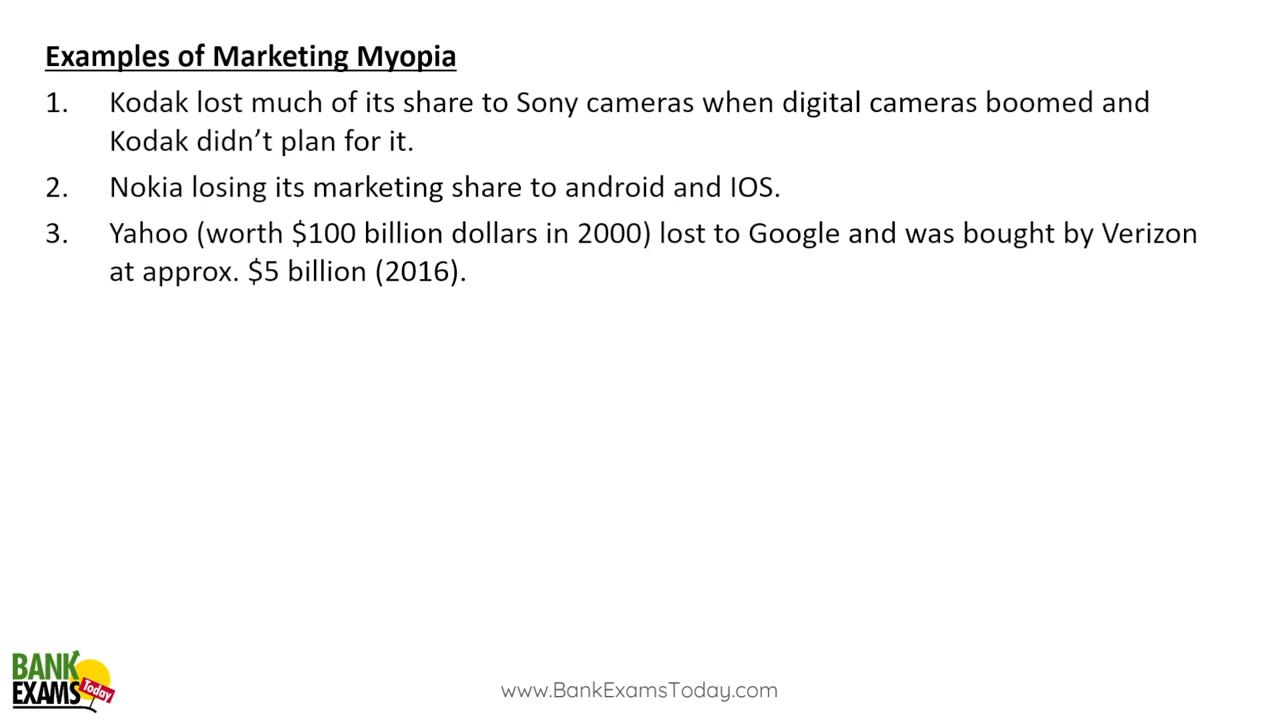 Examples of Marketing Myopia
1. Kodak lost much of its share to Sony cameras when digital cameras boomed and
Kodak didn’t plan for it.
2. Nokia losing its marketing share to android and IOS.
3. Yahoo (worth $100 billion dollars in 2000) lost to Google and was bought by Verizon
at approx. $5 billion (2016).
BANK
EXAMS Today
www.BankExamsToday.com